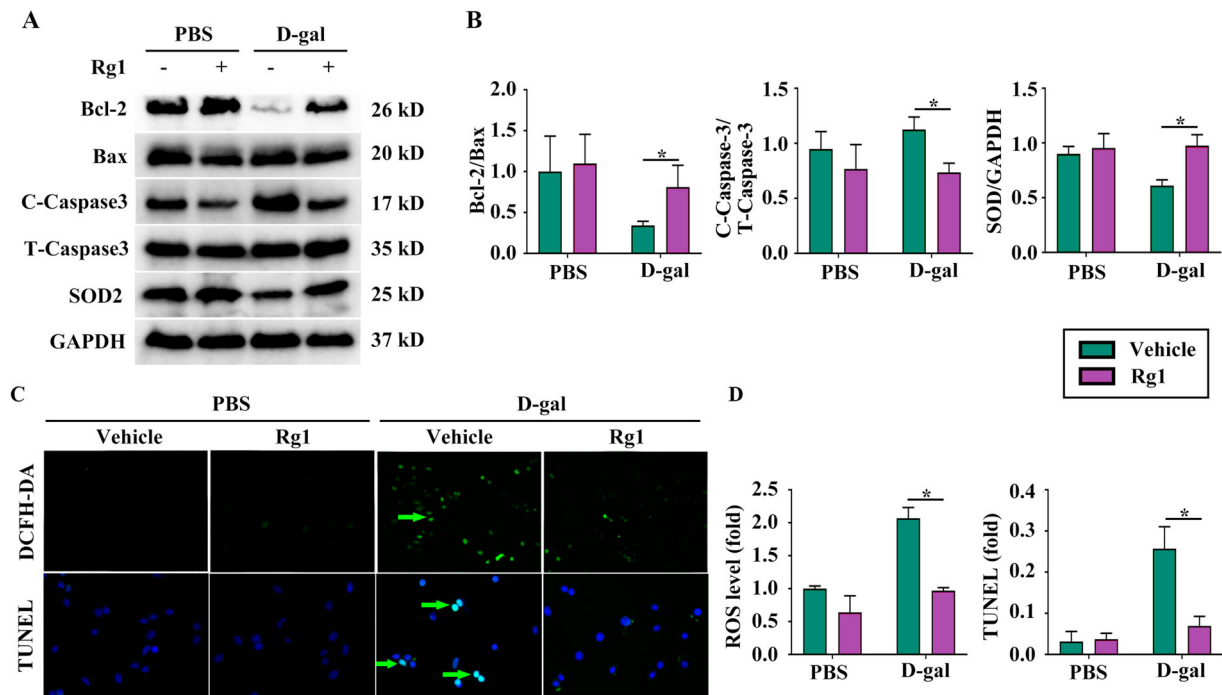 A
PBS D-gal
Rg1 - + - +
Bcl-2 26 kD
Bax 20 kD
C-Caspase3 17 kD
T-Caspase3 35 kD
SOD2 25 kD
GAPDH 37 kD
B
Bcl-2/Bax
2.0
1.5
1.0
0.5
0.0
*
PBS D-gal
C-Caspase-3/
T-Caspase-3
1.5
1.0
0.5
0.0
*
PBS D-gal
SOD/GAPDH
1.5
1.0
0.5
0.0
*
PBS D-gal
Vehicle
Rg1
C
PBS D-gal
Vehicle Rg1 Vehicle Rg1
DCFH-DA
TUNEL
D
ROS level (fold)
2.5
2.0
1.5
1.0
0.5
0.0
*
PBS D-gal
TUNEL (fold)
0.4
0.3
0.2
0.1
0.0
*
PBS D-gal